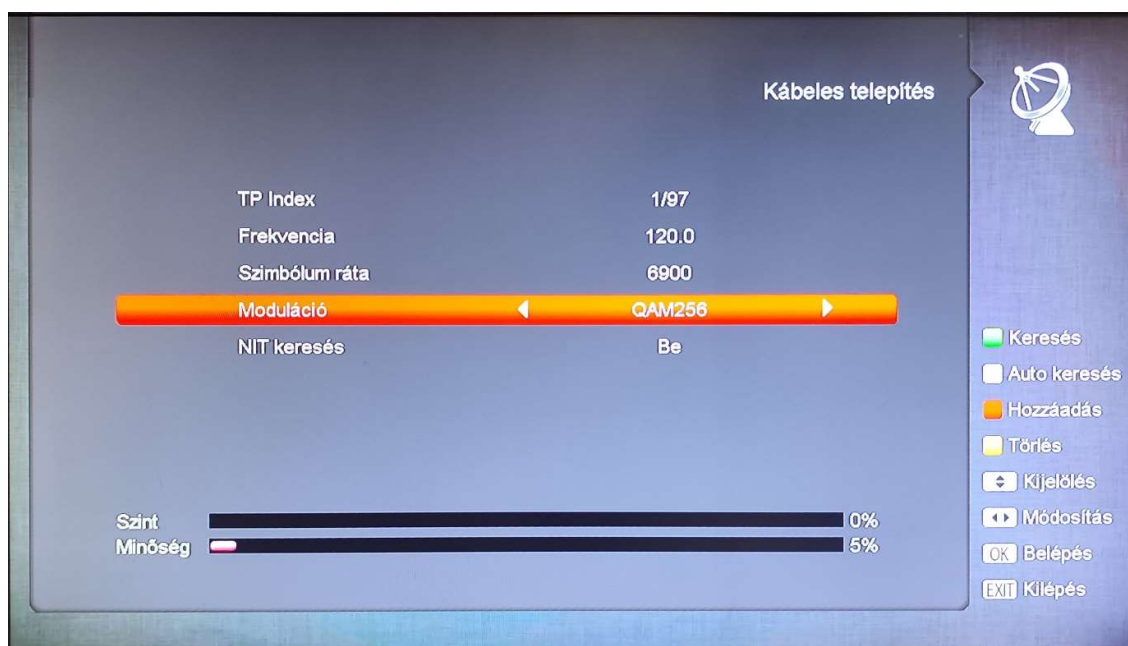 Kábeles telepítés
TP Index 1/97
Frekvencia 120.0
Szimbólum ráta 6900
Moduláció QAM256
NIT keresés Be
Szint 0%
Minőség 5%
Keresés
Auto keresés
Hozzáadás
Törlés
Kijelölés
Módosítás
OK Belépés
EXIT Kilépés